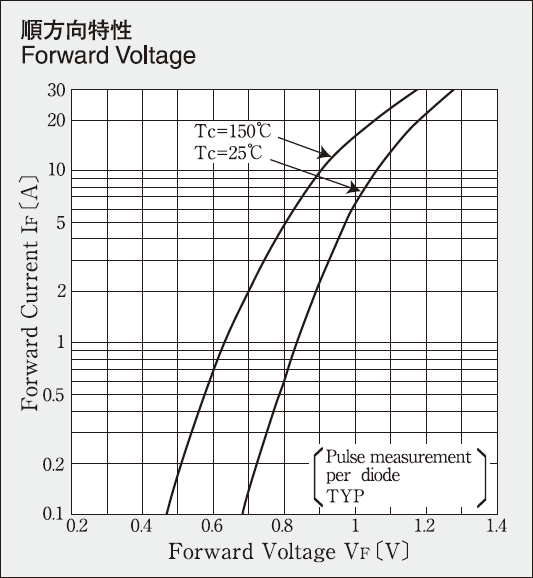 順方向特性
Forward Voltage
30
20
10
5
2
1
0.5
0.2
0.1
Forward Current IF〔A〕
Tc=150℃
Tc=25℃
Pulse measurement
per diode
TYP
0.2 0.4 0.6 0.8 1 1.2 1.4
Forward Voltage VF〔V〕